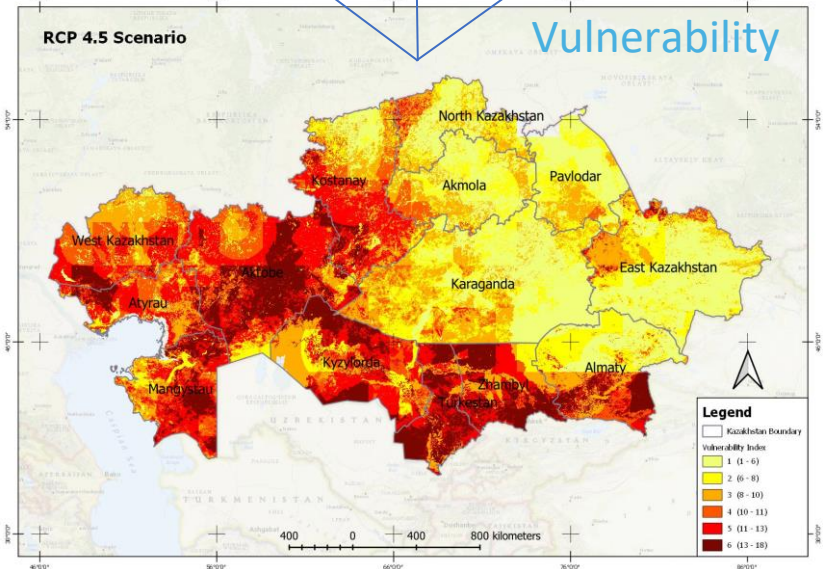 RCP 4.5 Scenario
Vulnerability
North Kazakhstan
Kostanay
Akmola
Pavlodar
West Kazakhstan
Aktobe
East Kazakhstan
Karaganda
Atyrau
Kyzylorda
Almaty
Mangystau
Zhambyl
Turkestan
UZBEKISTAN
TURKMENISTAN
Caspian Sea
Legend
Kazakhstan Boundary
Vulnerability Index
1 (1 - 6)
2 (6 - 8)
3 (8 - 10)
4 (10 - 11)
5 (11 - 13)
6 (13 - 18)
400 0 400 800 kilometers